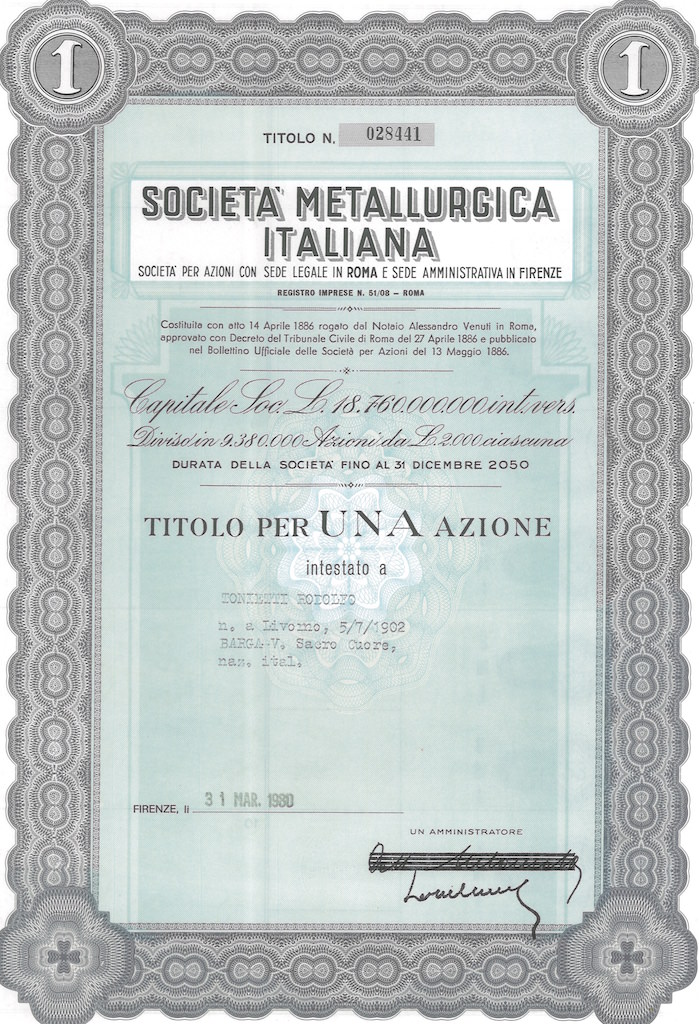 1
1
TITOLO N. 028441
SOCIETA' METALLURGICA
ITALIANA
SOCIETA' PER AZIONI CON SEDE LEGALE IN ROMA E SEDE AMMINISTRATIVA IN FIRENZE
REGISTRO IMPRESE N. 51/08 - ROMA
Costituita con atto 14 Aprile 1886 rogato dal Notaio Alessandro Venuti in Roma,
approvato con Decreto del Tribunale Civile di Roma del 27 Aprile 1886 e pubblicato
nel Bollettino Ufficiale delle Società per Azioni del 13 Maggio 1886.
Capitale Soc. L. 18.760.000.000 int. vers.
Diviso in 9.380.000 Azioni da L. 2.000 ciascuna
DURATA DELLA SOCIETA' FINO AL 31 DICEMBRE 2050
TITOLO PER UNA AZIONE
intestato a
RODOLFO
n. a Livorno, 5/7/1902
BARGA-V. Sacro Cuore,
naz. ital.
FIRENZE, li 31 MAR. 1980
UN AMMINISTRATORE